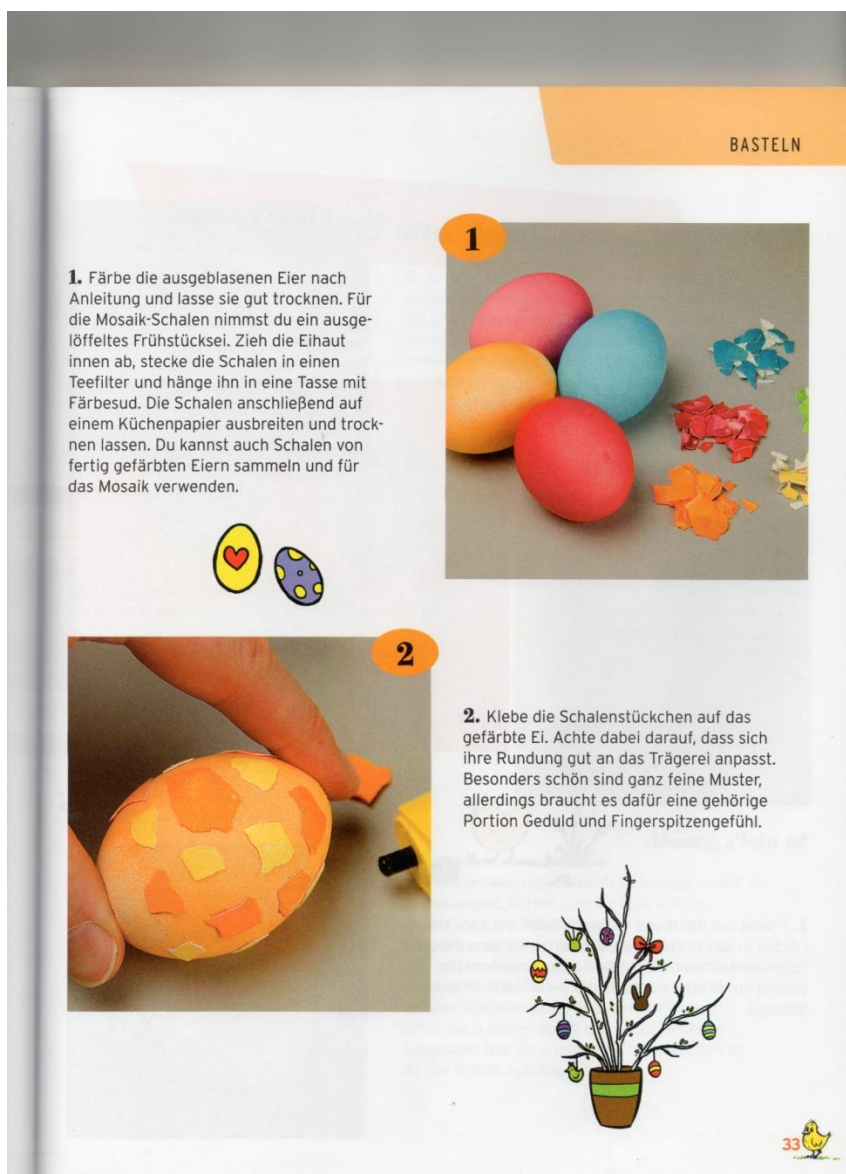 BASTELN
1
1. Färbe die ausgeblasenen Eier nach
Anleitung und lasse sie gut trocknen. Für
die Mosaik-Schalen nimmst du ein ausge-
löffeltes Frühstücksei. Zieh die Eihaut
innen ab, stecke die Schalen in einen
Teefilter und hänge ihn in eine Tasse mit
Färbesud. Die Schalen anschließend auf
einem Küchenpapier ausbreiten und trock-
nen lassen. Du kannst auch Schalen von
fertig gefärbten Eiern sammeln und für
das Mosaik verwenden.
2
2. Klebe die Schalenstückchen auf das
gefärbte Ei. Achte dabei darauf, dass sich
ihre Rundung gut an das Trägerei anpasst.
Besonders schön sind ganz feine Muster,
allerdings braucht es dafür eine gehörige
Portion Geduld und Fingerspitzengefühl.
33